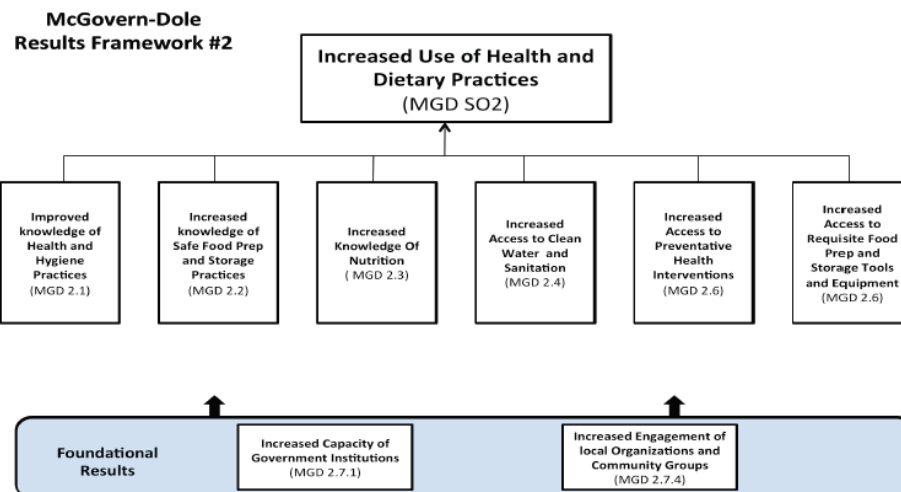 McGovern-Dole
Results Framework #2
Increased Use of Health and
Dietary Practices
(MGD SO2)
Improved
knowledge of
Health and
Hygiene
Practices
(MGD 2.1)
Increased
knowledge of
Safe Food Prep
and Storage
Practices
(MGD 2.2)
Increased
Knowledge Of
Nutrition
( MGD 2.3)
Increased
Access to Clean
Water and
Sanitation
(MGD 2.4)
Increased
Access to
Preventative
Health
Interventions
(MGD 2.6)
Increased
Access to
Requisite Food
Prep and
Storage Tools
and Equipment
(MGD 2.6)
Foundational
Results
Increased Capacity of
Government Institutions
(MGD 2.7.1)
Increased Engagement of
local Organizations and
Community Groups
(MGD 2.7.4)